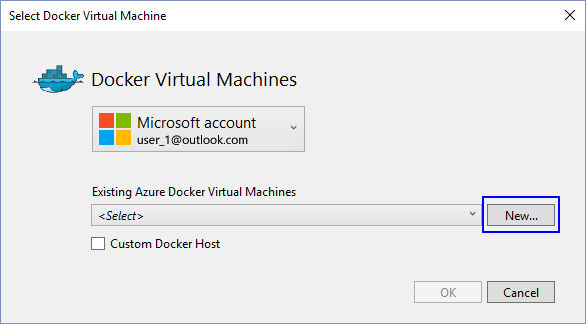 Select Docker Virtual Machine
Docker Virtual Machines
Microsoft account
user_1@outlook.com
Existing Azure Docker Virtual Machines
<Select>
New...
Custom Docker Host
OK
Cancel